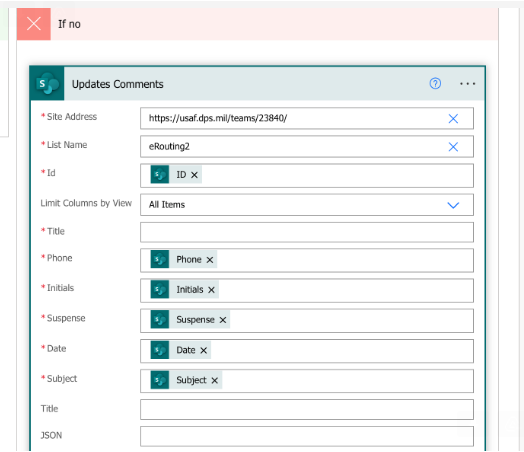 If no
Updates Comments
* Site Address https://usaf.dps.mil/teams/23840/
* List Name eRouting2
* Id ID
Limit Columns by View All Items
* Title
* Phone Phone
* Initials Initials
* Suspense Suspense
* Date Date
* Subject Subject
Title
JSON